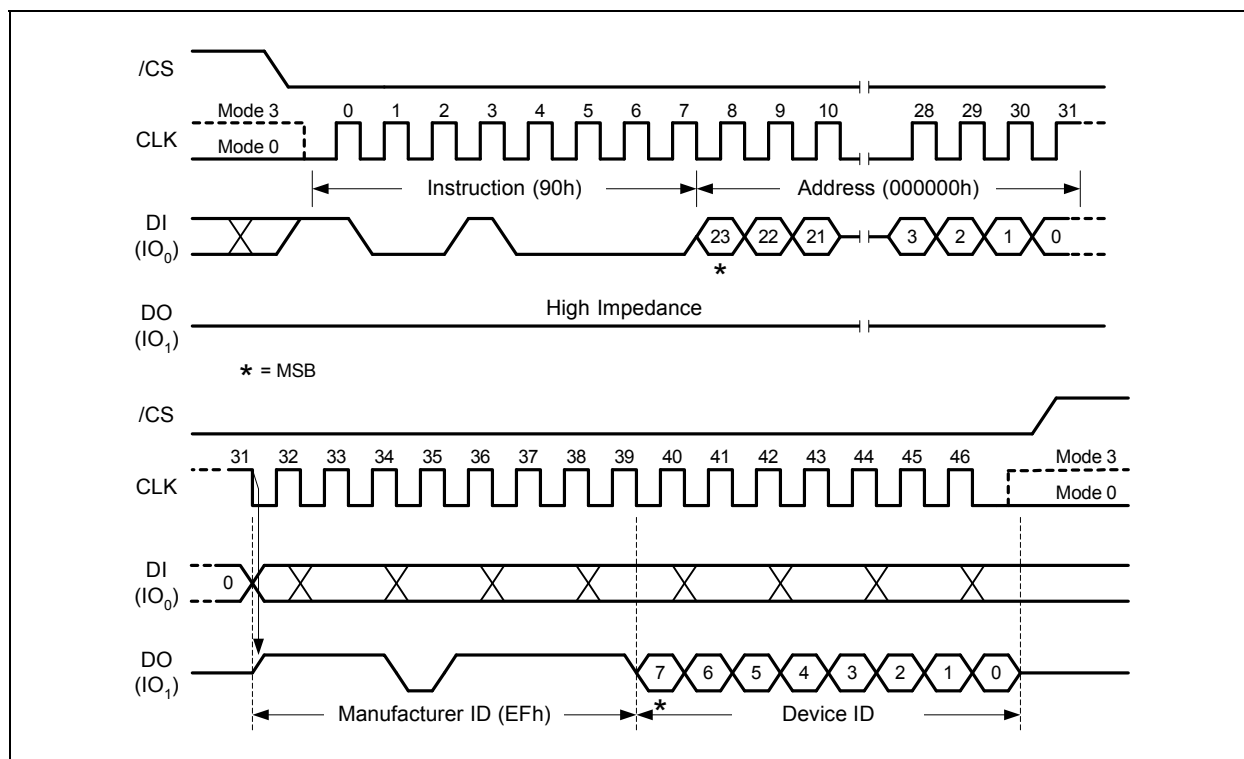 /CS
Mode 3 0 1 2 3 4 5 6 7 8 9 10 28 29 30 31
CLK
Mode 0
Instruction (90h) Address (000000h)
DI
(IO0) 23 22 21 3 2 1 0
*
High Impedance
DO
(IO1)
* = MSB
/CS
31 32 33 34 35 36 37 38 39 40 41 42 43 44 45 46 Mode 3
CLK
Mode 0
DI
(IO0) 0
DO
(IO1) 7 6 5 4 3 2 1 0
*
Manufacturer ID (EFh) Device ID